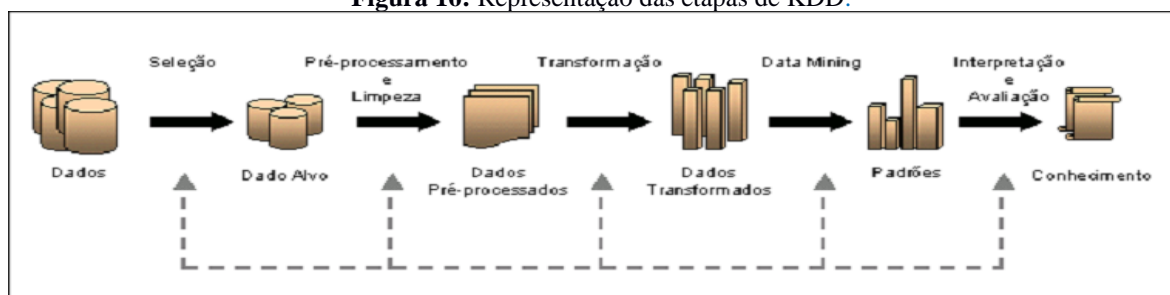 Figura 16: Representação das etapas de KDD.
Seleção
Pré-processamento
e
Limpeza
Transformação
Data Mining
Interpretação
e
Avaliação
Dados
Dado Alvo
Dados
Pré-processados
Dados
Transformados
Padrões
Conhecimento